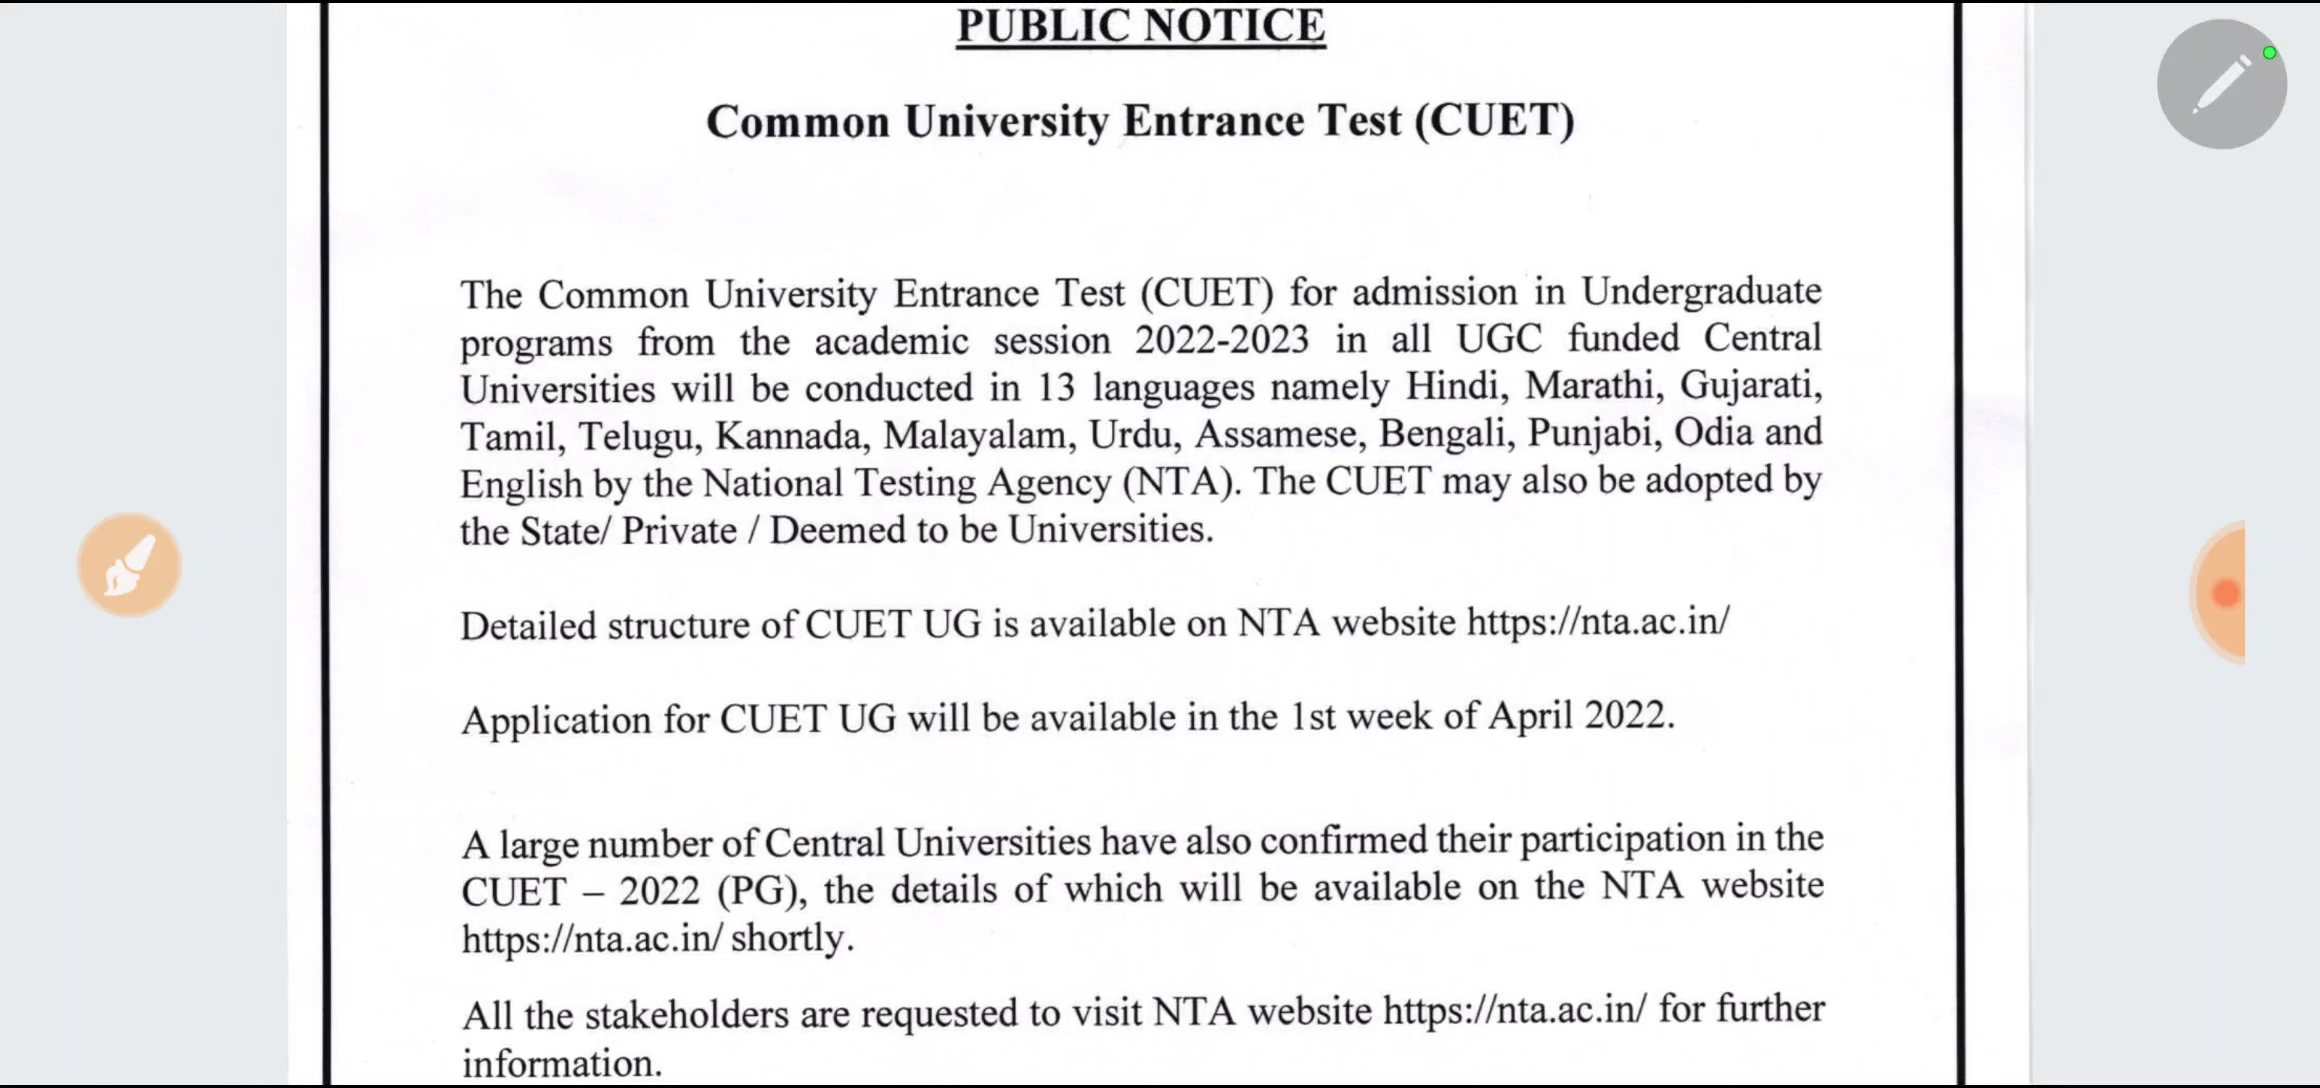 PUBLIC NOTICE
Common University Entrance Test (CUET)
The Common University Entrance Test (CUET) for admission in Undergraduate
programs from the academic session 2022-2023 in all UGC funded Central
Universities will be conducted in 13 languages namely Hindi, Marathi, Gujarati,
Tamil, Telugu, Kannada, Malayalam, Urdu, Assamese, Bengali, Punjabi, Odia and
English by the National Testing Agency (NTA). The CUET may also be adopted by
the State/ Private / Deemed to be Universities.
Detailed structure of CUET UG is available on NTA website https://nta.ac.in/
Application for CUET UG will be available in the 1st week of April 2022.
A large number of Central Universities have also confirmed their participation in the
CUET – 2022 (PG), the details of which will be available on the NTA website
https://nta.ac.in/ shortly.
All the stakeholders are requested to visit NTA website https://nta.ac.in/ for further
information.